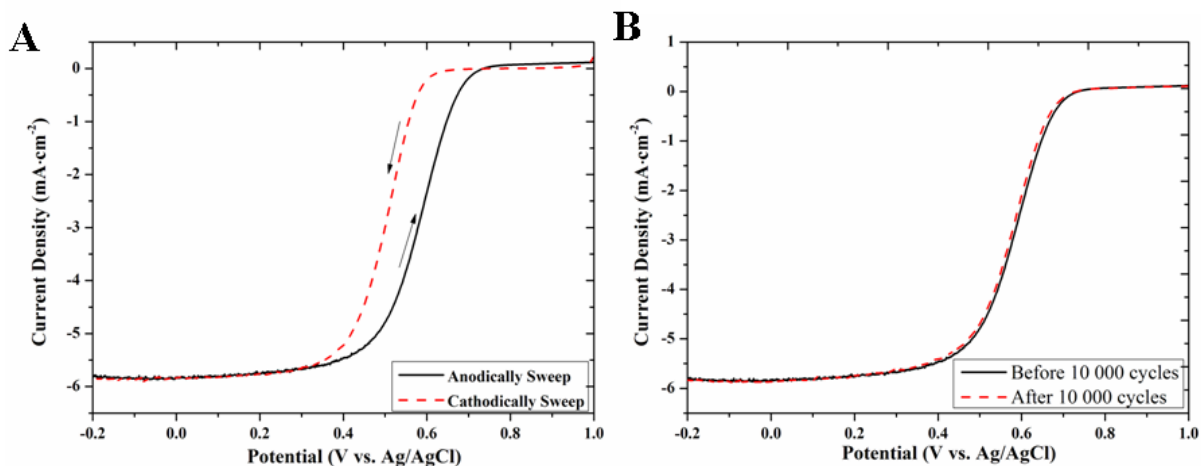 A
B
0
-1
-2
-3
-4
-5
-6
Current Density (mA·cm⁻²)
-0.2 0.0 0.2 0.4 0.6 0.8 1.0
Potential (V vs. Ag/AgCl)
Anodically Sweep
Cathodically Sweep
1
0
-1
-2
-3
-4
-5
-6
Current Density (mA·cm⁻²)
-0.2 0.0 0.2 0.4 0.6 0.8 1.0
Potential (V vs. Ag/AgCl)
Before 10 000 cycles
After 10 000 cycles